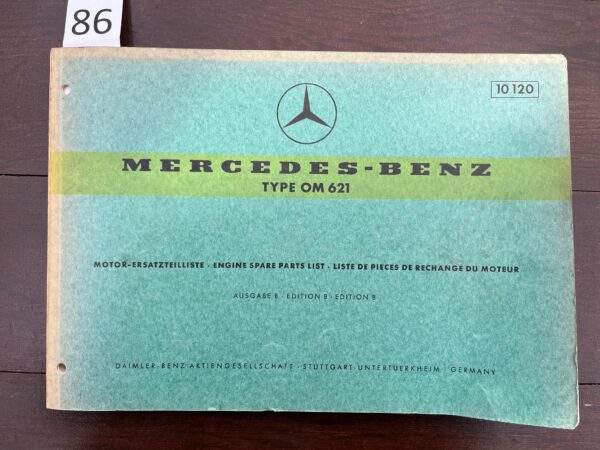 86
10 120
MERCEDES-BENZ
TYPE OM 621
MOTOR-ERSATZTEILLISTE · ENGINE SPARE PARTS LIST · LISTE DE PIECES DE RECHANGE DU MOTEUR
AUSGABE B · EDITION B · EDITION B
DAIMLER-BENZ AKTIENGESELLSCHAFT · STUTTGART-UNTERTUERKHEIM · GERMANY